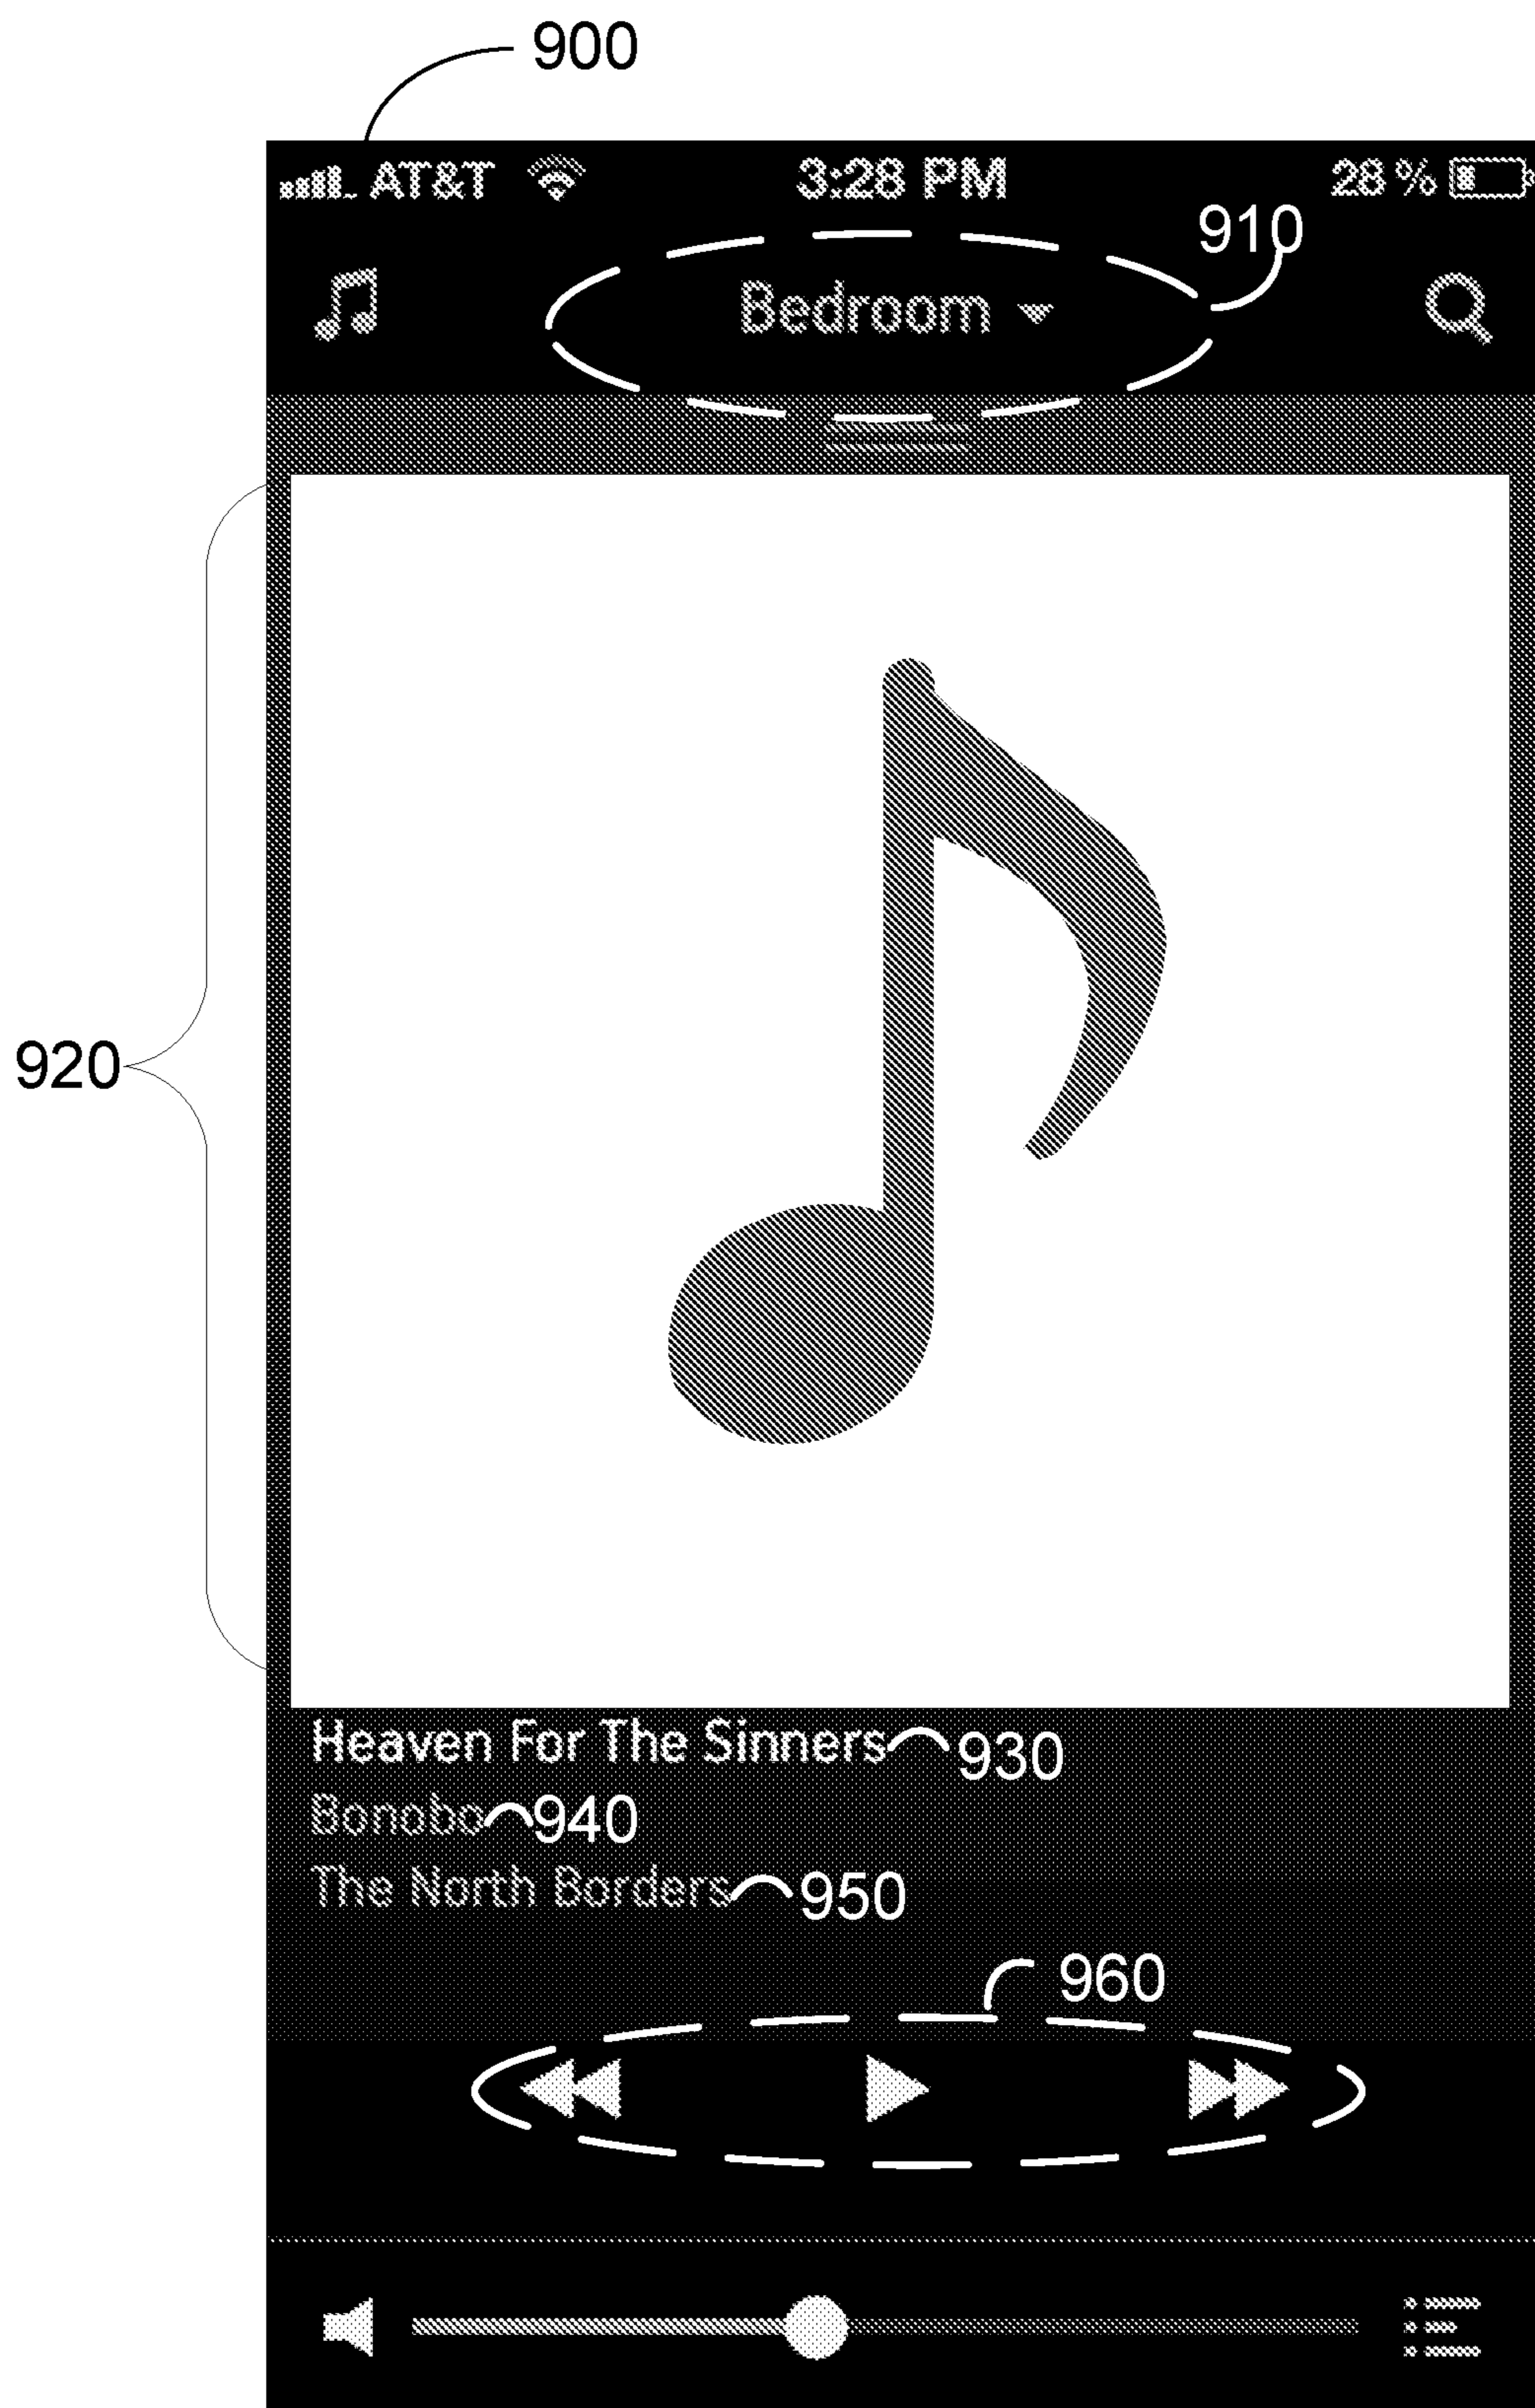 900
AT&T 3:28 PM 28 %
910
Bedroom
920
Heaven For The Sinners 930
Bonobo 940
The North Borders 950
960